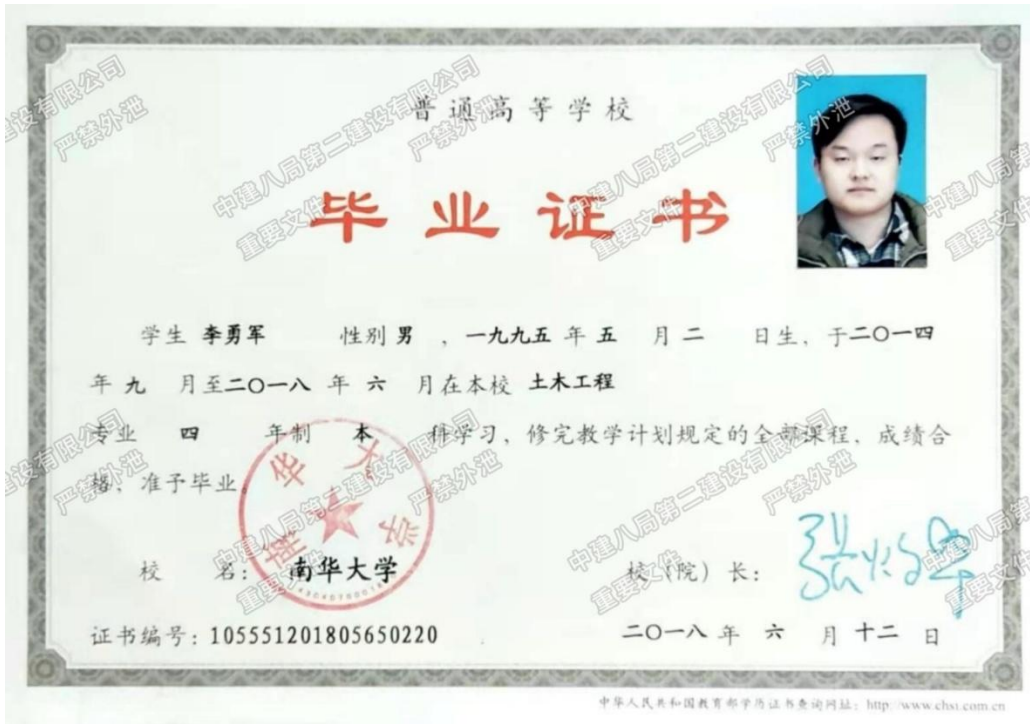 普通高等学校
毕业证书
学生 李勇军 性别 男 , 一九九五 年 五 月 二 日生, 于二〇一四
年 九 月至二〇一八 年 六 月在本校 土木工程
专业 四 年制 本 科学习, 修完教学计划规定的全部课程, 成绩合
格, 准予毕业。
南华大学
校 名: 南华大学 校（院）长:
证书编号: 105551201805650220 二〇一八 年 六 月 十二 日
中华人民共和国教育部学历证书查询网址: http://www.chsi.com.cn
中建八局第二建设有限公司
重要文件 严禁外泄